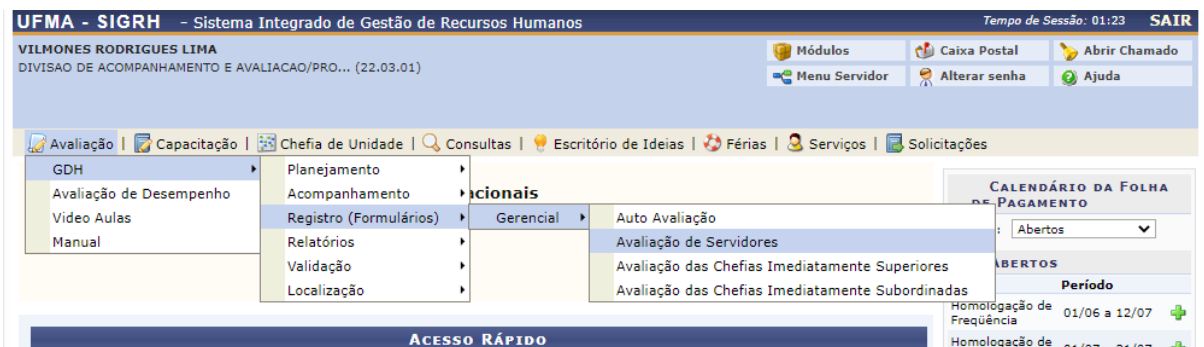 UFMA - SIGRH - Sistema Integrado de Gestão de Recursos Humanos Tempo de Sessão: 01:23 SAIR
VILMONES RODRIGUES LIMA
DIVISAO DE ACOMPANHAMENTO E AVALIACAO/PRO... (22.03.01)
Módulos Caixa Postal Abrir Chamado
Menu Servidor Alterar senha Ajuda
Avaliação | Capacitação | Chefia de Unidade | Consultas | Escritório de Ideias | Férias | Serviços | Solicitações
GDH
Avaliação de Desempenho
Video Aulas
Manual
Planejamento
Acompanhamento
Registro (Formulários)
Relatórios
Validação
Localização
Gerencial
Auto Avaliação
Avaliação de Servidores
Avaliação das Chefias Imediatamente Superiores
Avaliação das Chefias Imediatamente Subordinadas
acionais
CALENDÁRIO DA FOLHA
DE PAGAMENTO
: Abertos
ABERTOS
Período
Homologação de
Freqüência 01/06 a 12/07
Homologação de
ACESSO RÁPIDO